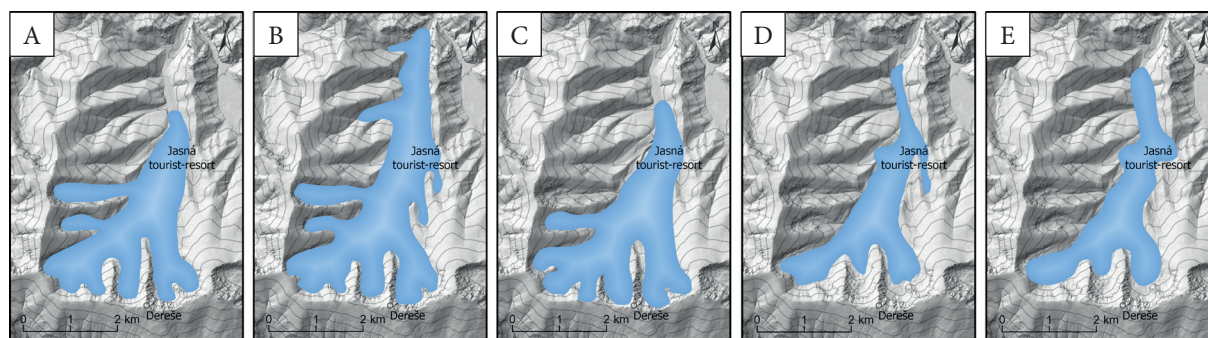 A
N
Jasná
tourist-resort
Dereše
0 1 2 km
B
N
Jasná
tourist-resort
Dereše
0 1 2 km
C
N
Jasná
tourist-resort
Dereše
0 1 2 km
D
N
Jasná
tourist-resort
Dereše
0 1 2 km
E
N
Jasná
tourist-resort
Dereše
0 1 2 km